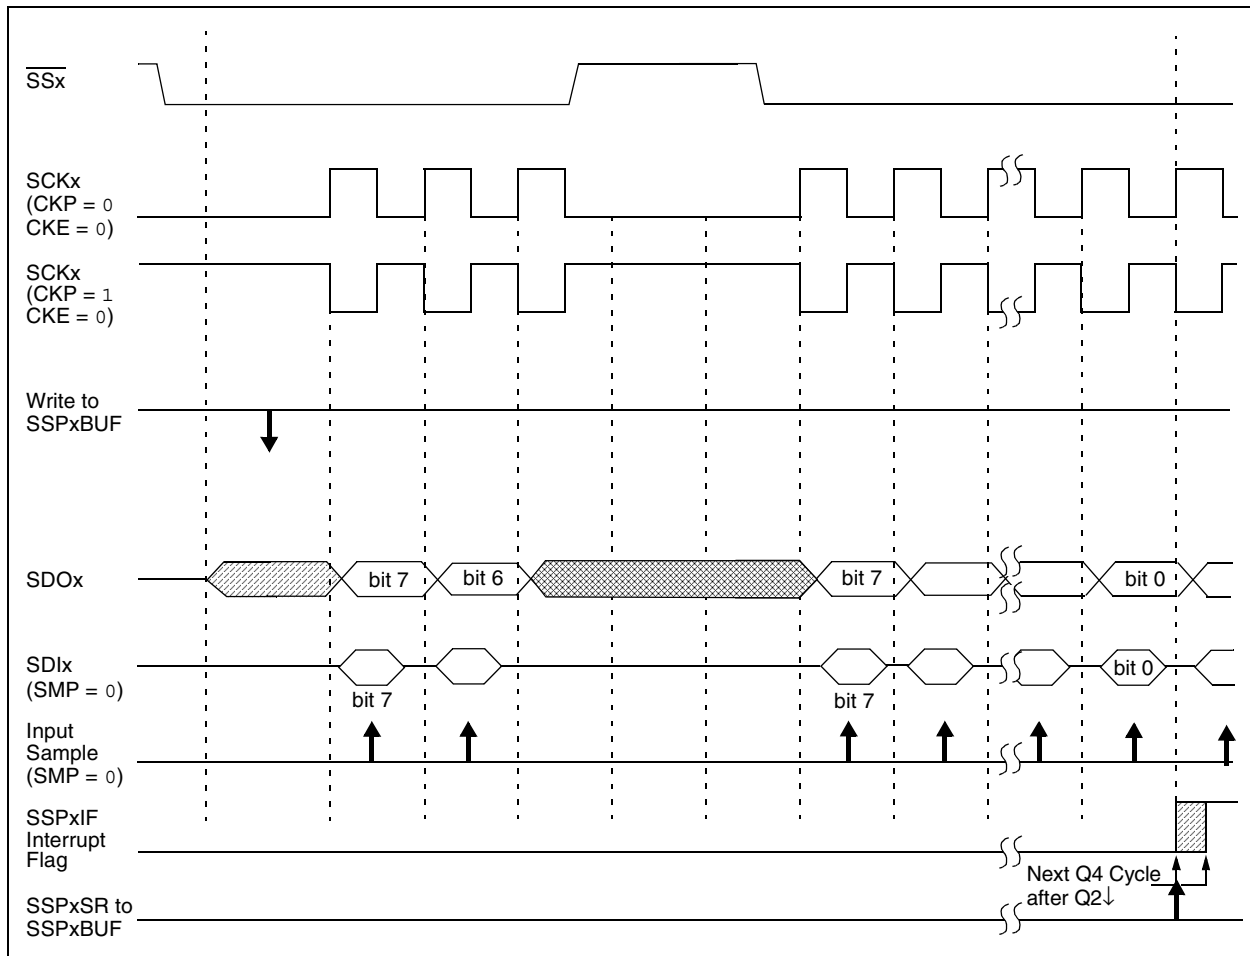 SSx
SCKx
(CKP = 0
CKE = 0)
SCKx
(CKP = 1
CKE = 0)
Write to
SSPxBUF
SDOx
bit 7
bit 6
bit 7
bit 0
SDIx
(SMP = 0)
bit 7
bit 7
bit 0
Input
Sample
(SMP = 0)
SSPxIF
Interrupt
Flag
Next Q4 Cycle
after Q2↓
SSPxSR to
SSPxBUF